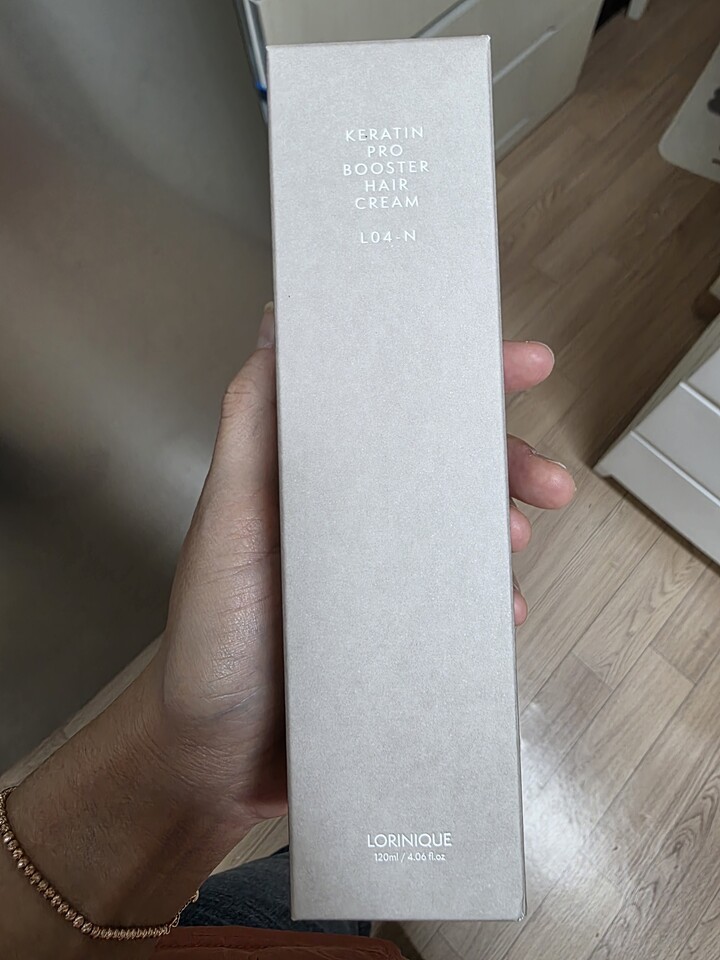 KERATIN
PRO
BOOSTER
HAIR
CREAM
L04-N
LORINIQUE
120ml / 4.06 fl.oz